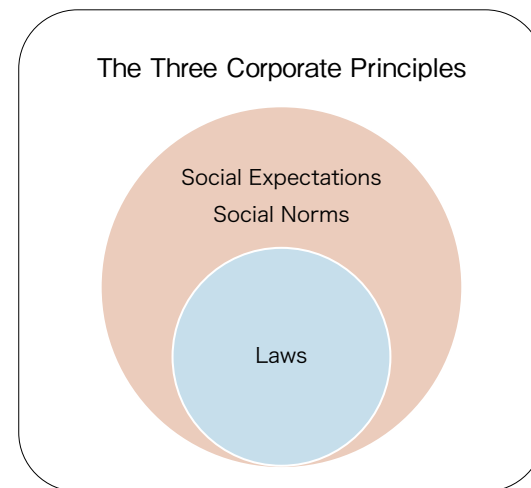 The Three Corporate Principles
Social Expectations
Social Norms
Laws